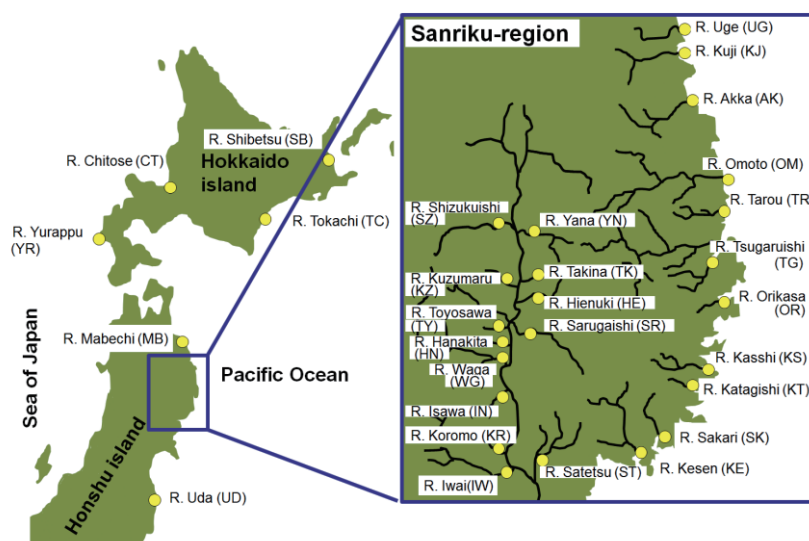 R. Shibetsu (SB)
R. Chitose (CT)
Hokkaido
island
R. Tokachi (TC)
R. Yurappu
(YR)
R. Mabechi (MB)
Sea of Japan
Pacific Ocean
Honshu island
R. Uda (UD)
Sanriku-region
R. Uge (UG)
R. Kuji (KJ)
R. Akka (AK)
R. Omoto (OM)
R. Tarou (TR)
R. Shizukuishi
(SZ)
R. Yana (YN)
R. Tsugaruishi
(TG)
R. Takina (TK)
R. Kuzumaru
(KZ)
R. Hienuki (HE)
R. Orikasa
(OR)
R. Toyosawa
(TY)
R. Sarugaishi (SR)
R. Hanakita
(HN)
R. Waga
(WG)
R. Kasshi (KS)
R. Katagishi (KT)
R. Isawa (IN)
R. Sakari (SK)
R. Koromo (KR)
R. Kesen (KE)
R. Satetsu (ST)
R. Iwai(IW)